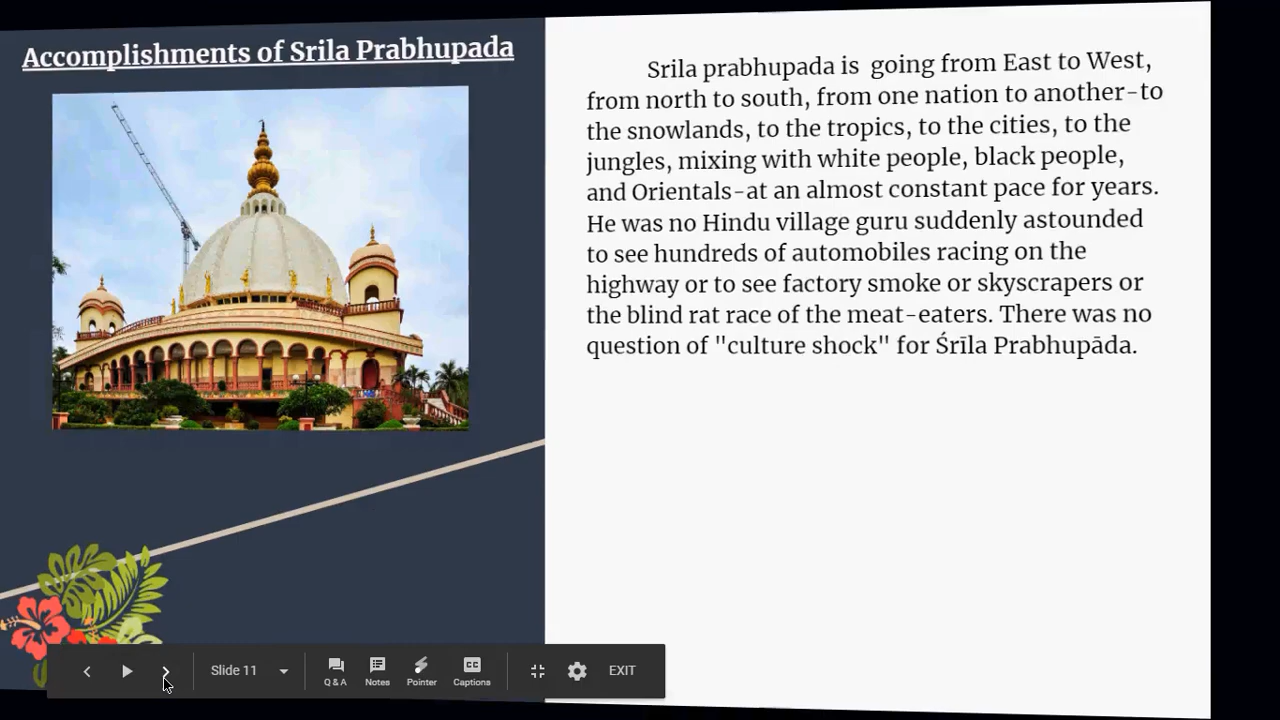 Accomplishments of Srila Prabhupada
Srila prabhupada is going from East to West,
from north to south, from one nation to another-to
the snowlands, to the tropics, to the cities, to the
jungles, mixing with white people, black people,
and Orientals-at an almost constant pace for years.
He was no Hindu village guru suddenly astounded
to see hundreds of automobiles racing on the
highway or to see factory smoke or skyscrapers or
the blind rat race of the meat-eaters. There was no
question of "culture shock" for Śrīla Prabhupāda.
Slide 11
Q & A
Notes
Pointer
CC
Captions
EXIT